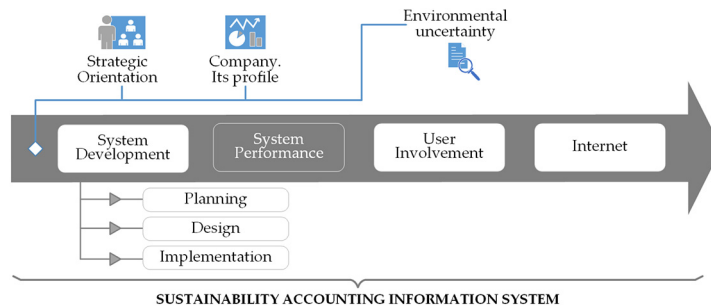 Strategic
Orientation
Company.
Its profile
Environmental
uncertainty
System
Development
System
Performance
User
Involvement
Internet
Planning
Design
Implementation
SUSTAINABILITY ACCOUNTING INFORMATION SYSTEM